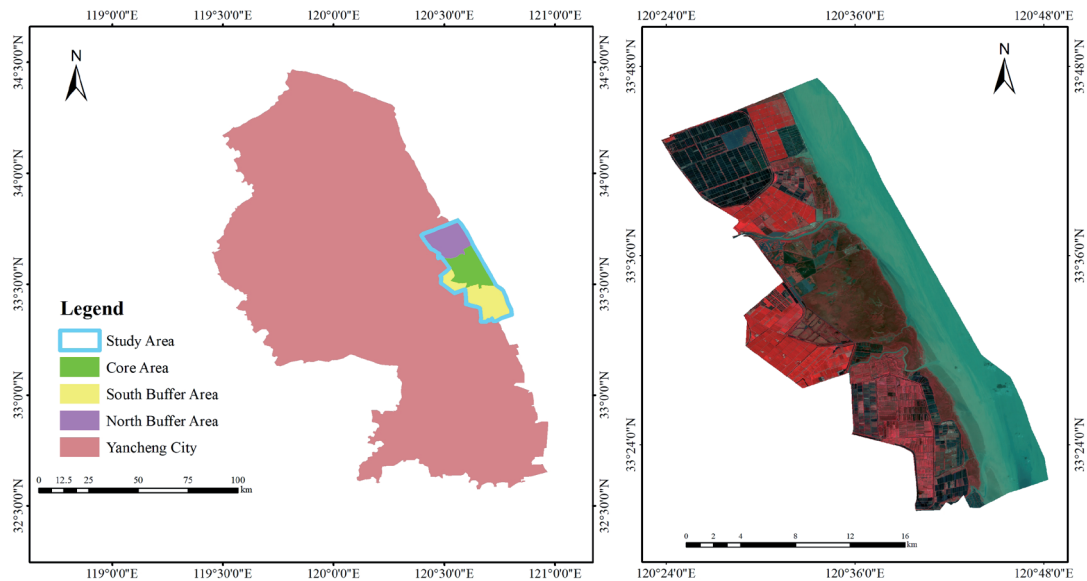 119°0'0"E 119°30'0"E 120°0'0"E 120°30'0"E 121°0'0"E
34°30'0"N
34°0'0"N
33°30'0"N
33°0'0"N
32°30'0"N
N
34°30'0"N
34°0'0"N
33°30'0"N
33°0'0"N
32°30'0"N
Legend
Study Area
Core Area
South Buffer Area
North Buffer Area
Yancheng City
0 12.5 25 50 75 100
km
119°0'0"E 119°30'0"E 120°0'0"E 120°30'0"E 121°0'0"E
120°24'0"E 120°36'0"E 120°48'0"E
33°48'0"N
33°36'0"N
33°24'0"N
N
33°48'0"N
33°36'0"N
33°24'0"N
0 2 4 8 12 16
km
120°24'0"E 120°36'0"E 120°48'0"E